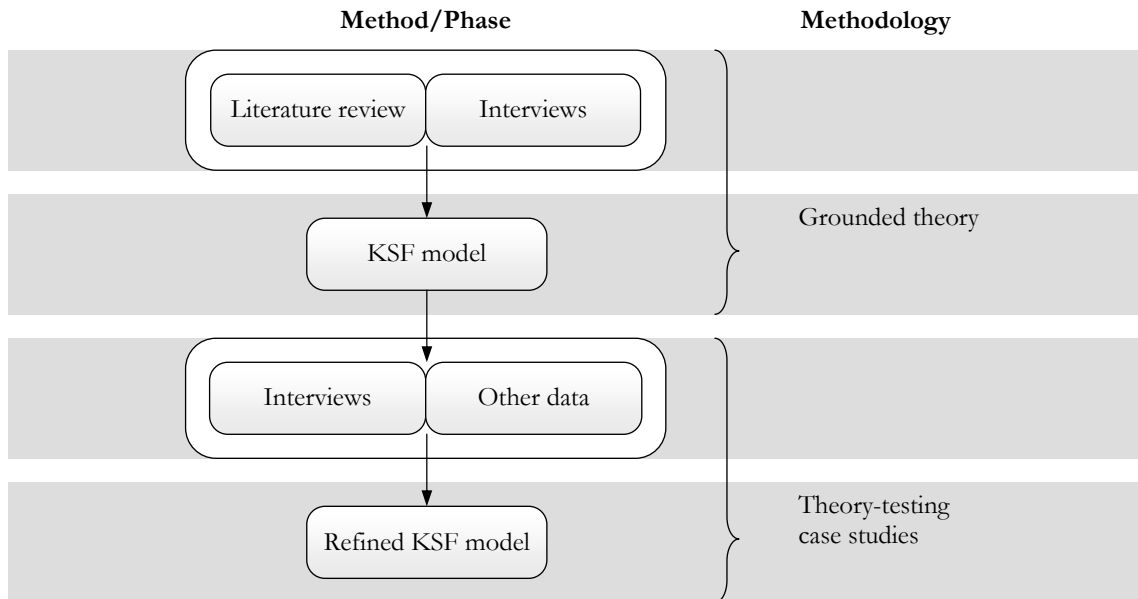 Method/Phase
Methodology
Literature review
Interviews
Grounded theory
KSF model
Interviews
Other data
Theory-testing
case studies
Refined KSF model